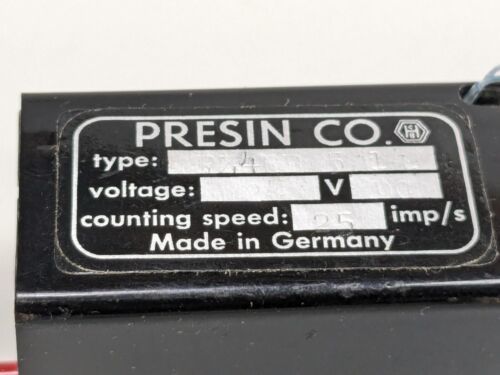 PRESIN CO.
type:
voltage: V
counting speed: 25 imp/s
Made in Germany